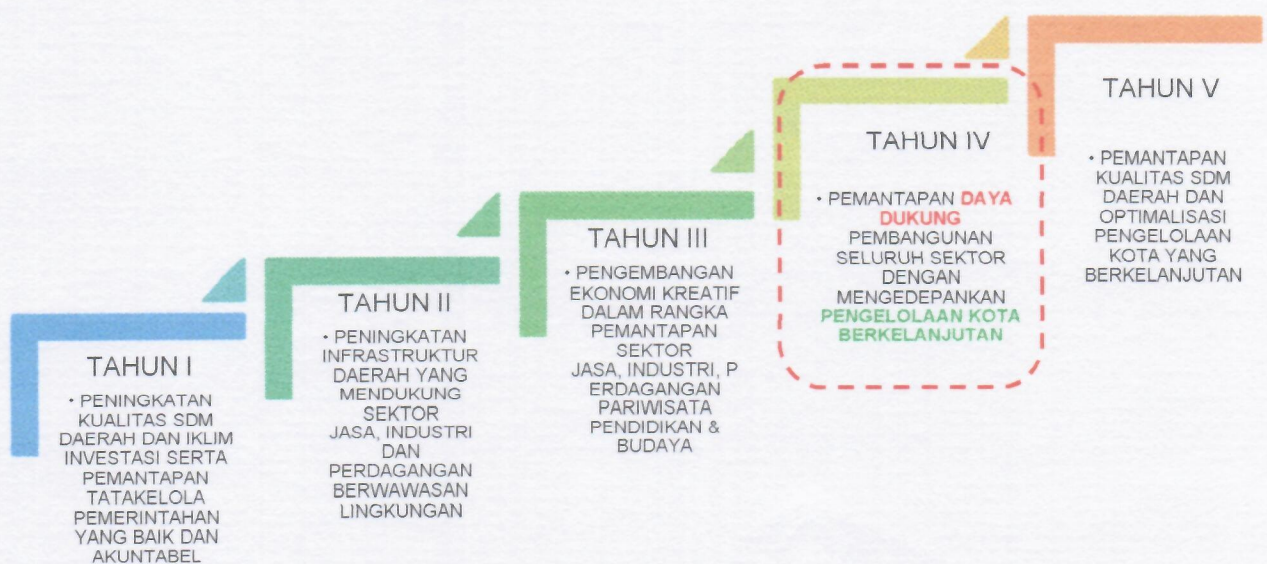 TAHUN I
• PENINGKATAN
KUALITAS SDM
DAERAH DAN IKLIM
INVESTASI SERTA
PEMANTAPAN
TATAKELOLA
PEMERINTAHAN
YANG BAIK DAN
AKUNTABEL
TAHUN II
• PENINGKATAN
INFRASTRUKTUR
DAERAH YANG
MENDUKUNG
SEKTOR
JASA, INDUSTRI
DAN
PERDAGANGAN
BERWAWASAN
LINGKUNGAN
TAHUN III
• PENGEMBANGAN
EKONOMI KREATIF
DALAM RANGKA
PEMANTAPAN
SEKTOR
JASA, INDUSTRI, P
ERDAGANGAN
PARIWISATA
PENDIDIKAN &
BUDAYA
TAHUN IV
• PEMANTAPAN DAYA
DUKUNG
PEMBANGUNAN
SELURUH SEKTOR
DENGAN
MENGEDEPANKAN
PENGELOLAAN KOTA
BERKELANJUTAN
TAHUN V
• PEMANTAPAN
KUALITAS SDM
DAERAH DAN
OPTIMALISASI
PENGELOLAAN
KOTA YANG
BERKELANJUTAN